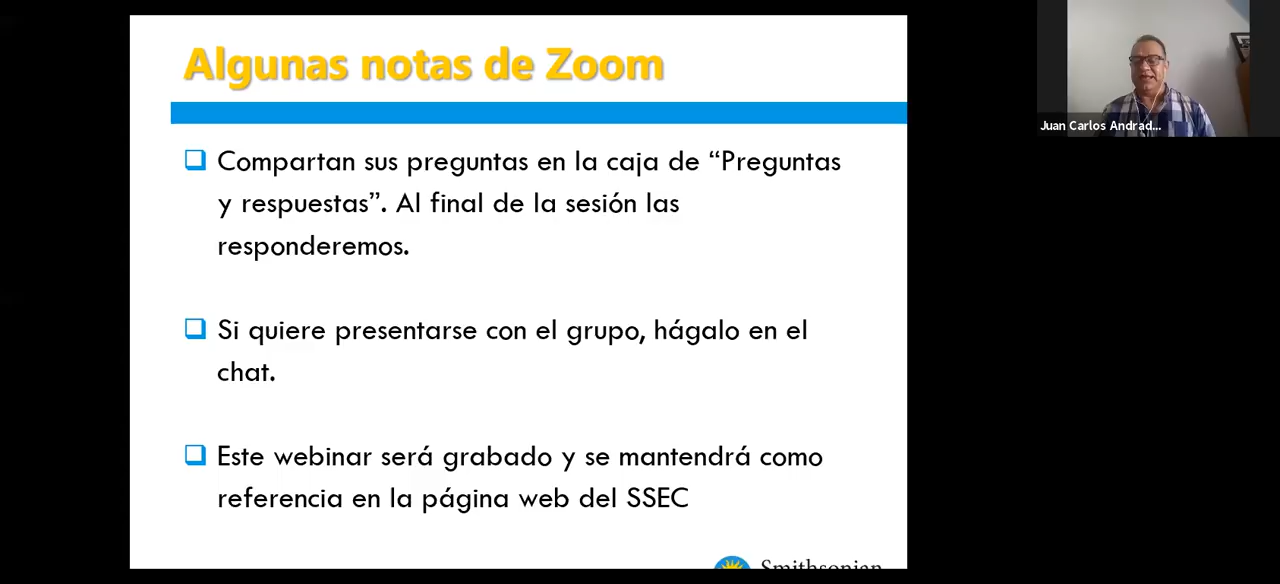 Algunas notas de Zoom
Compartan sus preguntas en la caja de “Preguntas
y respuestas”. Al final de la sesión las
responderemos.
Si quiere presentarse con el grupo, hágalo en el
chat.
Este webinar será grabado y se mantendrá como
referencia en la página web del SSEC
Smithsonian
Juan Carlos Andrad...